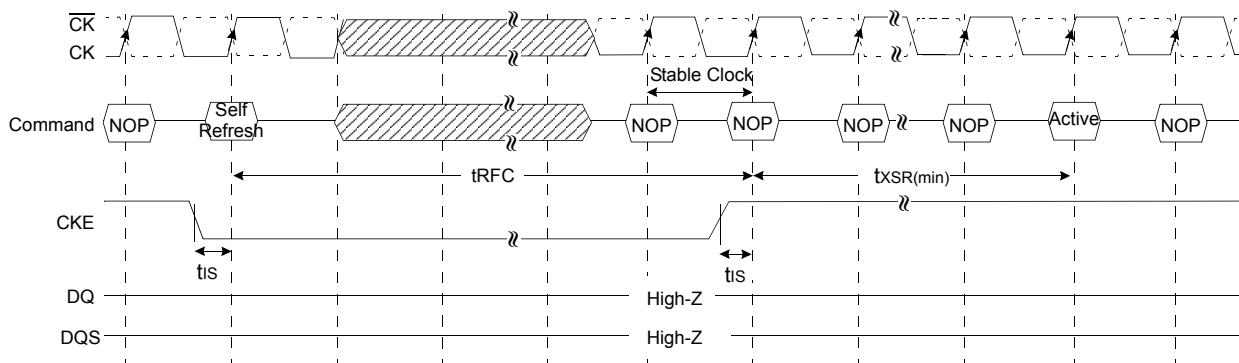 CK
CK
Stable Clock
Command
NOP
Self
Refresh
NOP
NOP
NOP
NOP
Active
NOP
tRFC
tXSR(min)
CKE
tIS
tIS
DQ
High-Z
DQS
High-Z